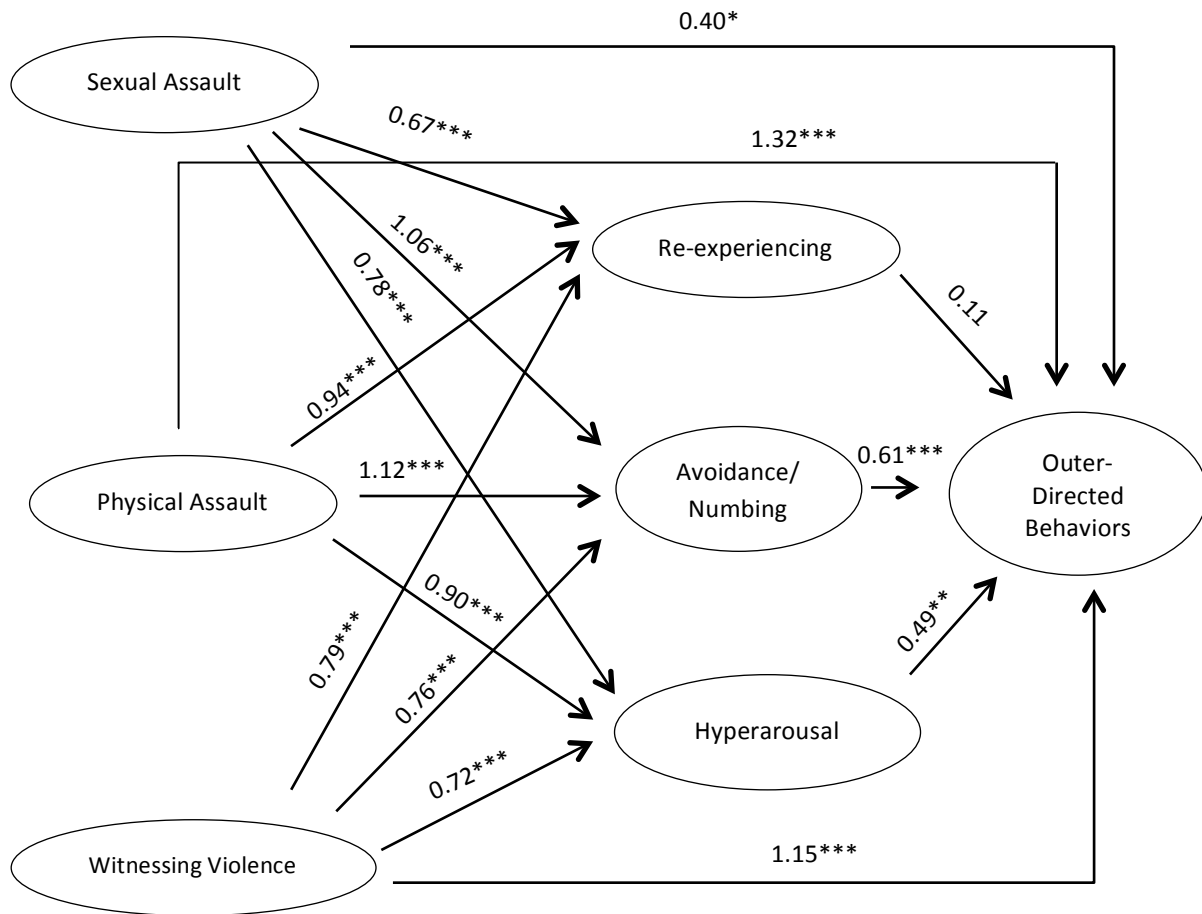 0.40*
Sexual Assault
0.67***
1.32***
1.06***
Re-experiencing
0.78***
0.11
0.94***
Avoidance/
Numbing
0.61***
Outer-
Directed
Behaviors
1.12***
Physical Assault
0.90***
0.49**
0.79***
0.76***
Hyperarousal
0.72***
Witnessing Violence
1.15***